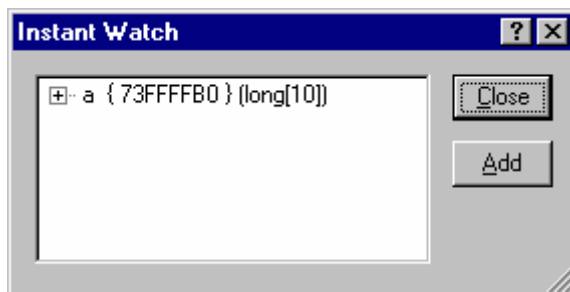 Instant Watch
a { 73FFFFB0 } (long[10])
Close
Add